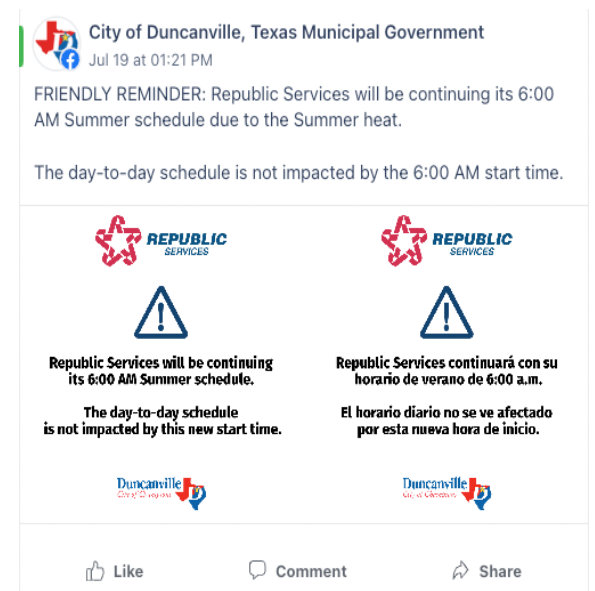 City of Duncanville, Texas Municipal Government
Jul 19 at 01:21 PM
FRIENDLY REMINDER: Republic Services will be continuing its 6:00
AM Summer schedule due to the Summer heat.
The day-to-day schedule is not impacted by the 6:00 AM start time.
REPUBLIC
SERVICES
Republic Services will be continuing
its 6:00 AM Summer schedule.
The day-to-day schedule
is not impacted by this new start time.
Duncanville
City of
REPUBLIC
SERVICES
Republic Services continuará con su
horario de verano de 6:00 a.m.
El horario diario no se ve afectado
por esta nueva hora de inicio.
Duncanville
City of
Like
Comment
Share